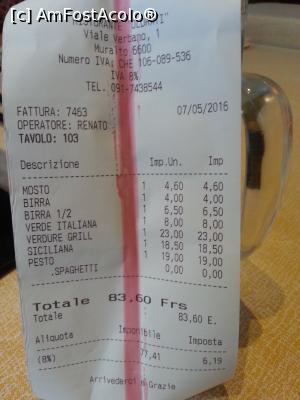 [c] AmFostAcolo®
RISTORANTE
Viale Verbano, 1
Muralto 6600
Numero IVA: CHE 106-089-536
IVA 8%
TEL. 091-7438544
FATTURA: 7463 07/05/2016
OPERATORE: RENATO
TAVOLO: 103
Descrizione Imp.Un. Imp
MOSTO 1 4,60 4,60
BIRRA 1 4,00 4,00
BIRRA 1/2 1 6,50 6,50
VERDE ITALIANA 1 8,00 8,00
VERDURE GRILL 1 23,00 23,00
SICILIANA 1 18,50 18,50
PESTO 1 19,00 19,00
.SPAGHETTI 0,00 0,00
Totale 83,60 Frs
Totale 83,60 E.
Aliquota Imponibile Imposta
(8%) 77,41 6,19
Arrivederci e Grazie